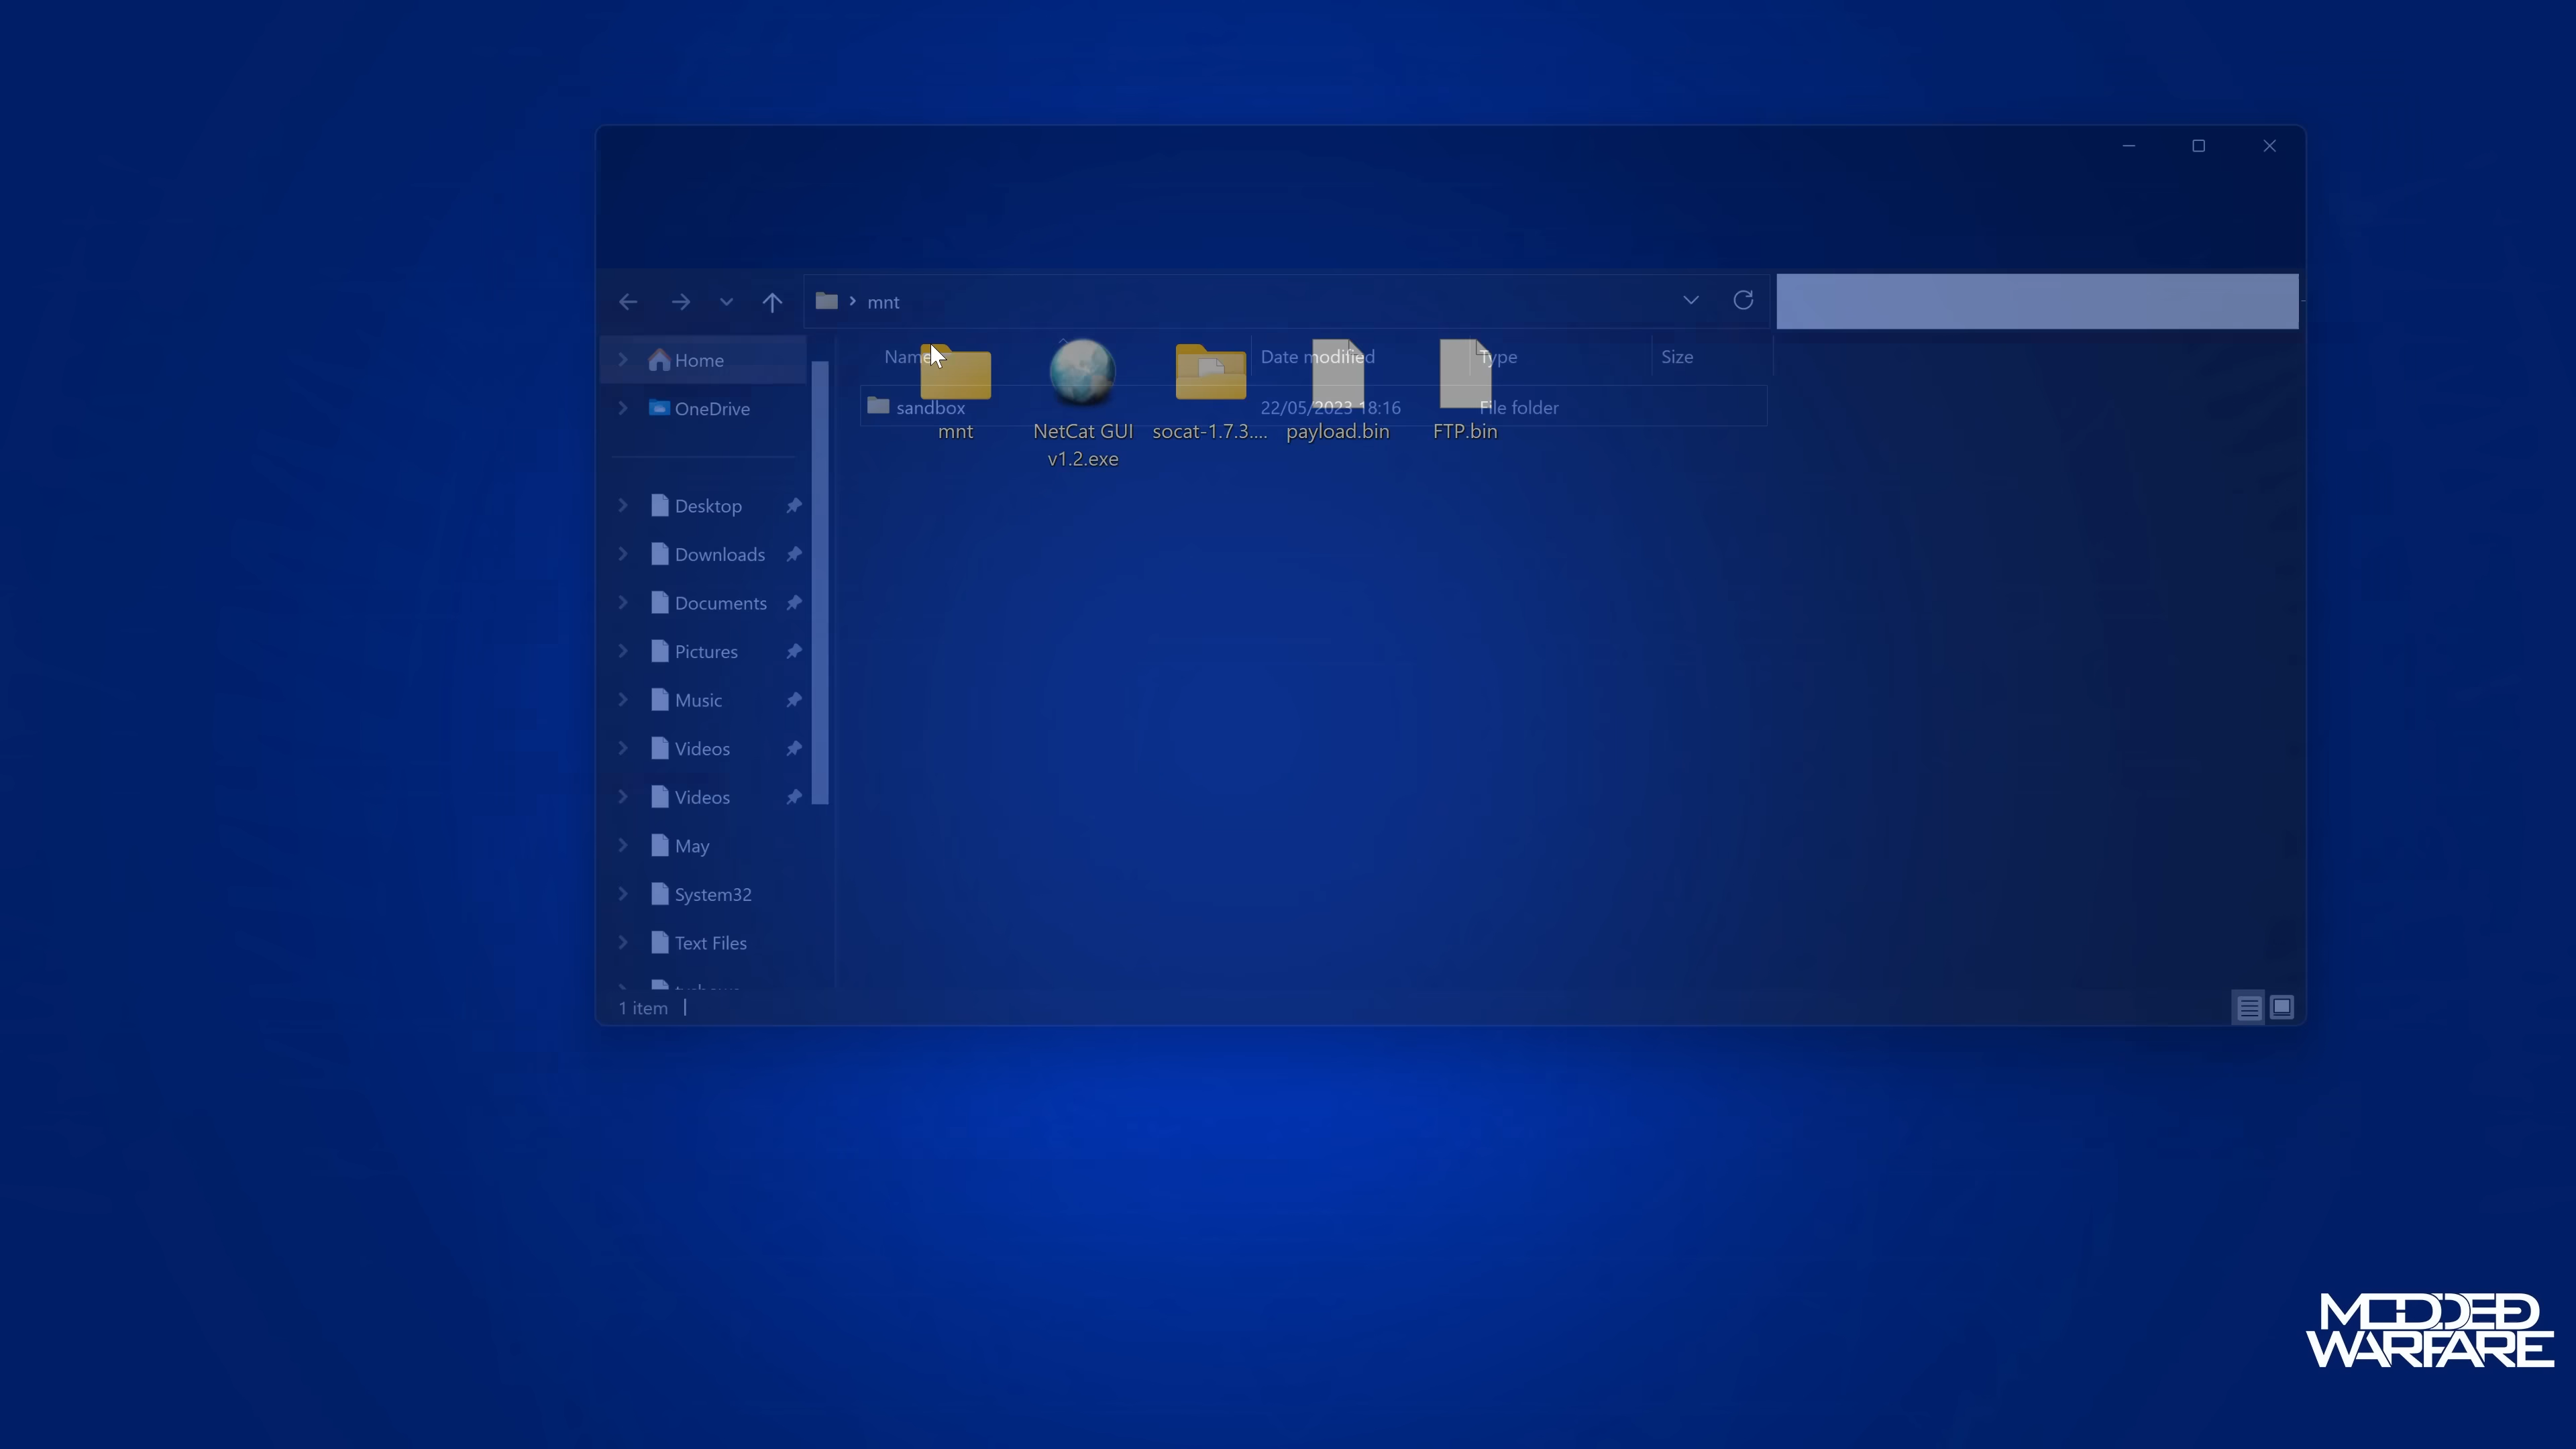 mnt
Home
OneDrive
Desktop
Downloads
Documents
Pictures
Music
Videos
Videos
May
System32
Text Files
Name
Date modified
Type
Size
sandbox
22/05/2023 18:16
File folder
mnt
NetCat GUI
v1.2.exe
socat-1.7.3....
payload.bin
FTP.bin
1 item
MODDED
WARFARE